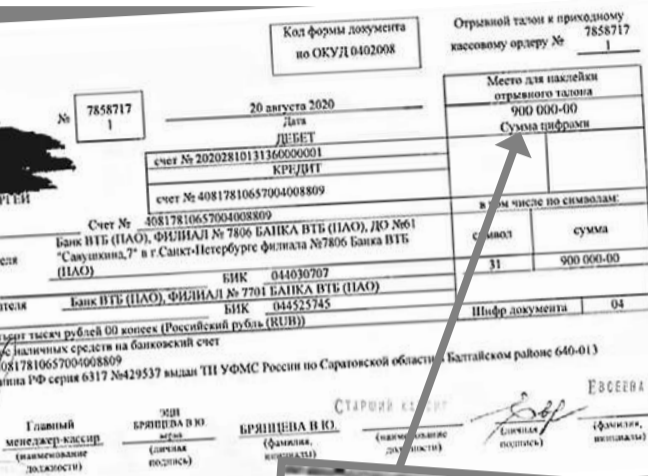 Код формы документа
по ОКУД 0402008
Отрывной талон к приходному
кассовому ордеру № 7858717
1
№ 7858717
1
20 августа 2020
Дата
Место для наклейки
отрывного талона
900 000-00
Сумма цифрами
ДЕБЕТ
счет № 20202810131360000001
КРЕДИТ
счет № 40817810657004008809
Счет № 40817810657004008809
в том числе по символам:
символ сумма
31 900 000-00
Банк ВТБ (ПАО), ФИЛИАЛ № 7806 БАНКА ВТБ (ПАО), ДО №61
"Савушкина,7" в г.Санкт-Петербурге филиала №7806 Банка ВТБ
(ПАО)
БИК 044030707
Банк ВТБ (ПАО), ФИЛИАЛ № 7701 БАНКА ВТБ (ПАО)
БИК 044525745
Шифр документа 04
тысяч рублей 00 копеек (Российский рубль (RUB))
наличных средств на банковский счет
0817810657004008809
РФ серия 6317 №429537 выдан ТП УФМС России по Саратовской области в Балтайском районе 640-013
СТАРШИЙ КАССИР
ЕВСЕЕВА
Главный
менеджер-кассир
(наименование
должности)
ЭЦП
БРЯНЦЕВА В Ю
(личная
подпись)
БРЯНЦЕВА В Ю.
(фамилия,
инициалы)
(наименование
должности)
(личная
подпись)
(фамилия,
инициалы)